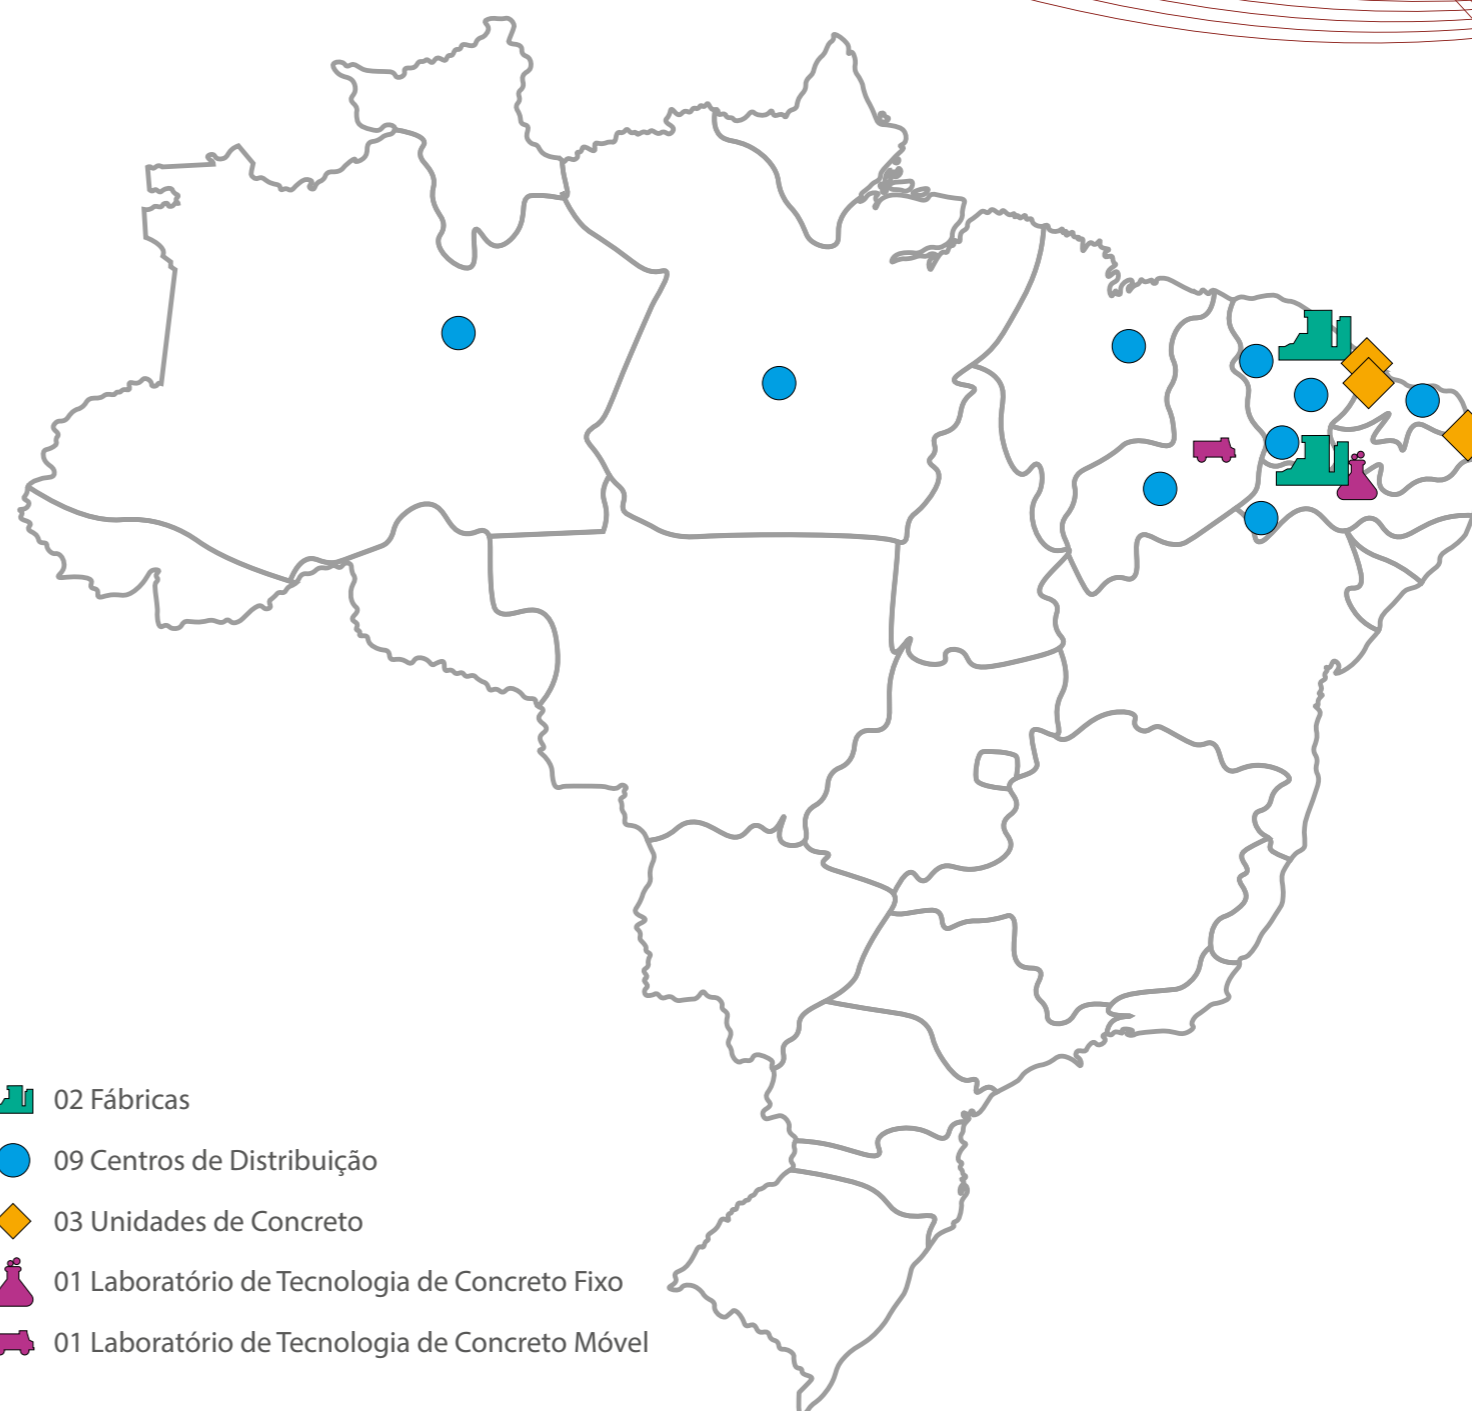 02 Fábricas
09 Centros de Distribuição
03 Unidades de Concreto
01 Laboratório de Tecnologia de Concreto Fixo
01 Laboratório de Tecnologia de Concreto Móvel